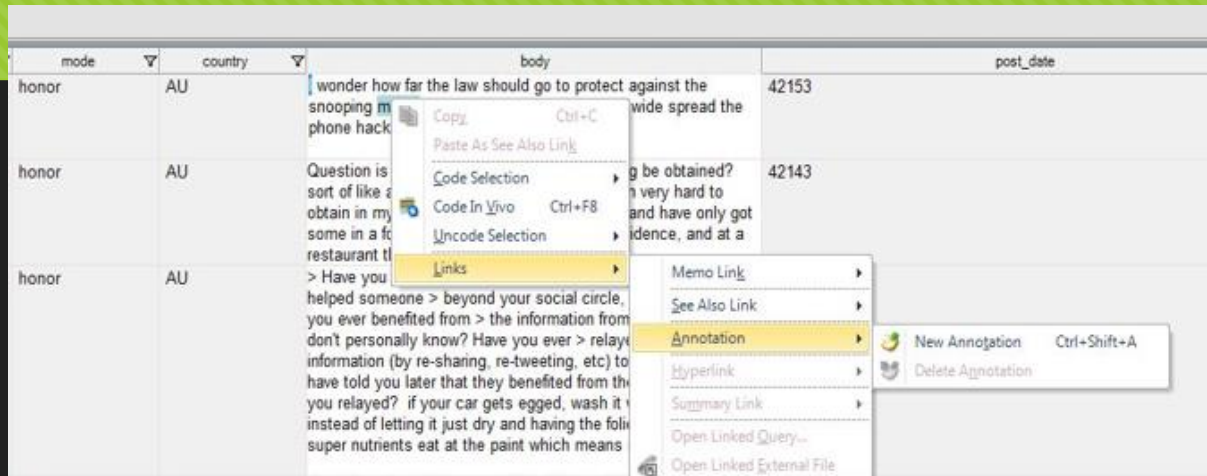 mode country body post_date
honor AU I wonder how far the law should go to protect against the 42153
snooping m wide spread the
phone hack
honor AU Question is g be obtained? 42143
sort of like very hard to
obtain in my and have only got
some in a fo idence, and at a
restaurant
honor AU > Have you
helped someone > beyond your social circle,
you ever benefited from > the information from
don't personally know? Have you ever > relaye
information (by re-sharing, re-tweeting, etc) to
have told you later that they benefited from the
you relayed? if your car gets egged, wash it
instead of letting it just dry and having the foli
super nutrients eat at the paint which means
Copy Ctrl+C
Paste As See Also Link
Code Selection
Code In Vivo Ctrl+F8
Uncode Selection
Links
Memo Link
See Also Link
Annotation
Hyperlink
Summary Link
Open Linked Query...
Open Linked External File
New Annotation Ctrl+Shift+A
Delete Annotation